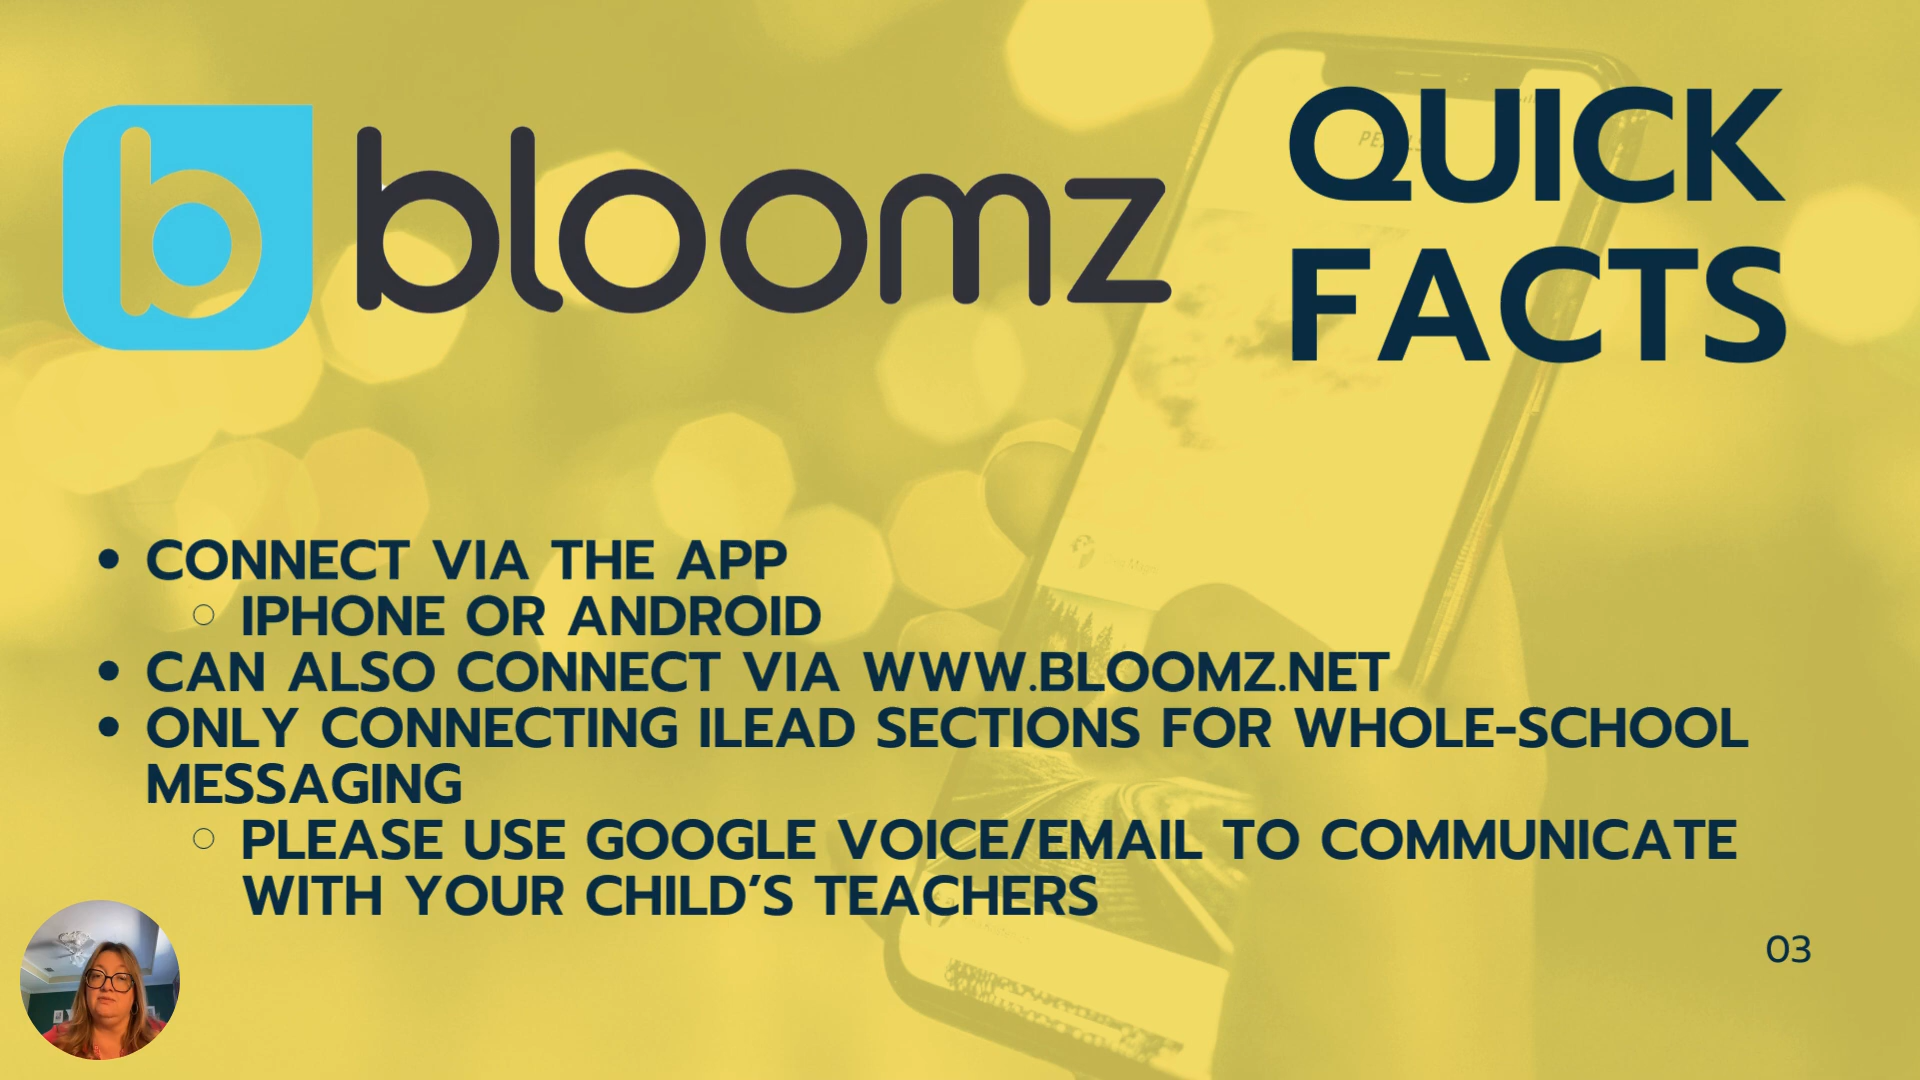 b bloomz
QUICK
FACTS
CONNECT VIA THE APP
IPHONE OR ANDROID
CAN ALSO CONNECT VIA WWW.BLOOMZ.NET
ONLY CONNECTING ILEAD SECTIONS FOR WHOLE-SCHOOL
MESSAGING
PLEASE USE GOOGLE VOICE/EMAIL TO COMMUNICATE
WITH YOUR CHILD'S TEACHERS
03